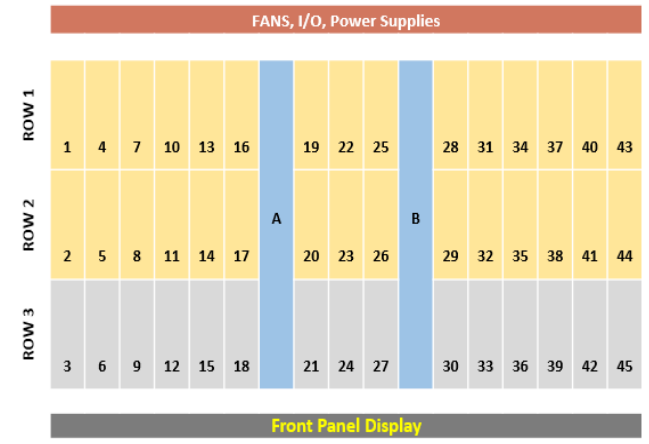 FANS, I/O, Power Supplies
ROW 1
1 4 7 10 13 16 19 22 25 28 31 34 37 40 43
ROW 2
A B
2 5 8 11 14 17 20 23 26 29 32 35 38 41 44
ROW 3
3 6 9 12 15 18 21 24 27 30 33 36 39 42 45
Front Panel Display